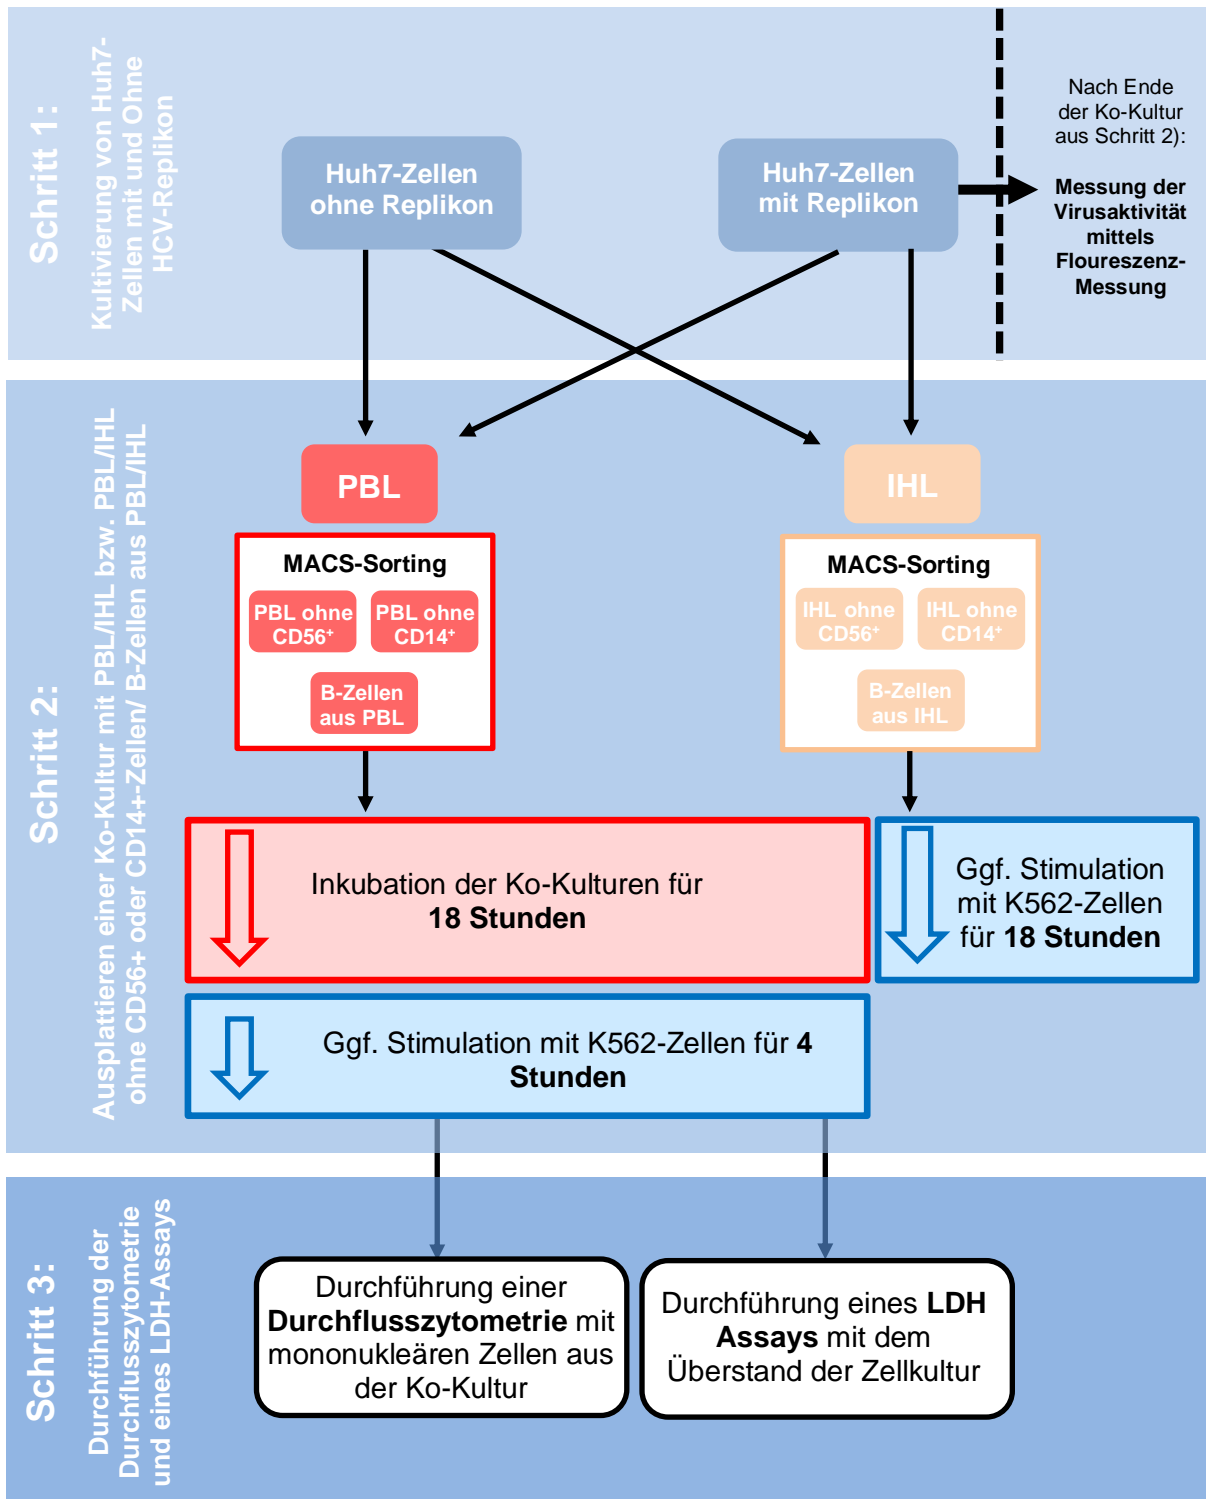 Schritt 1:
Kultivierung von Huh7-
Zellen mit und Ohne
HCV-Replikon
Huh7-Zellen
ohne Replikon
Huh7-Zellen
mit Replikon
Nach Ende
der Ko-Kultur
aus Schritt 2):
Messung der
Virusaktivität
mittels
Floureszenz-
Messung
Schritt 2:
Ausplattieren einer Ko-Kultur mit PBL/IHL bzw. PBL/IHL
ohne CD56+ oder CD14+-Zellen/ B-Zellen aus PBL/IHL
PBL
MACS-Sorting
PBL ohne
CD56⁺
PBL ohne
CD14⁺
B-Zellen
aus PBL
IHL
MACS-Sorting
IHL ohne
CD56⁺
IHL ohne
CD14⁺
B-Zellen
aus IHL
Inkubation der Ko-Kulturen für
18 Stunden
Ggf. Stimulation
mit K562-Zellen
für 18 Stunden
Ggf. Stimulation mit K562-Zellen für 4
Stunden
Schritt 3:
Durchführung der
Durchflusszytometrie
und eines LDH-Assays
Durchführung einer
Durchflusszytometrie mit
mononukleären Zellen aus
der Ko-Kultur
Durchführung eines LDH
Assays mit dem
Überstand der Zellkultur